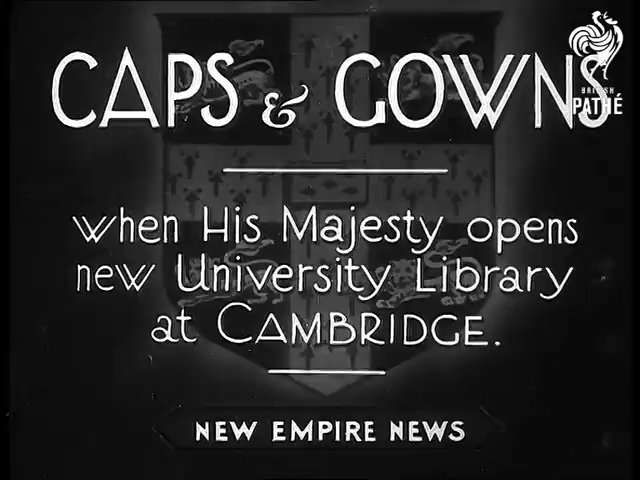 CAPS & GOWNS
BRITISH
PATHÉ
when His Majesty opens
new University Library
at CAMBRIDGE.
NEW EMPIRE NEWS